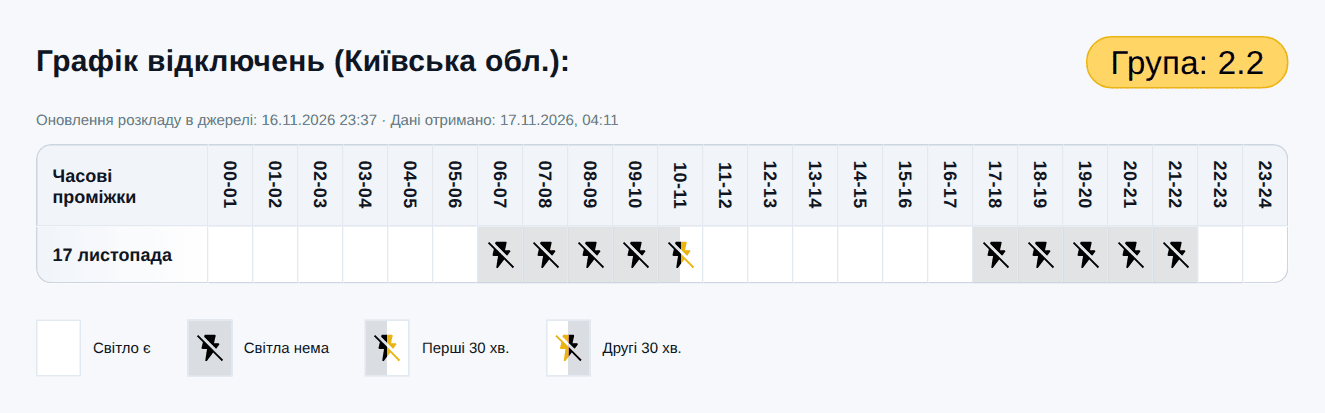 Графік відключень (Київська обл.):
Група: 2.2
Оновлення розкладу в джерелі: 16.11.2026 23:37 · Дані отримано: 17.11.2026, 04:11
Часові
проміжки
00-01
01-02
02-03
03-04
04-05
05-06
06-07
07-08
08-09
09-10
10-11
11-12
12-13
13-14
14-15
15-16
16-17
17-18
18-19
19-20
20-21
21-22
22-23
23-24
17 листопада
Світло є
Світла нема
Перші 30 хв.
Другі 30 хв.